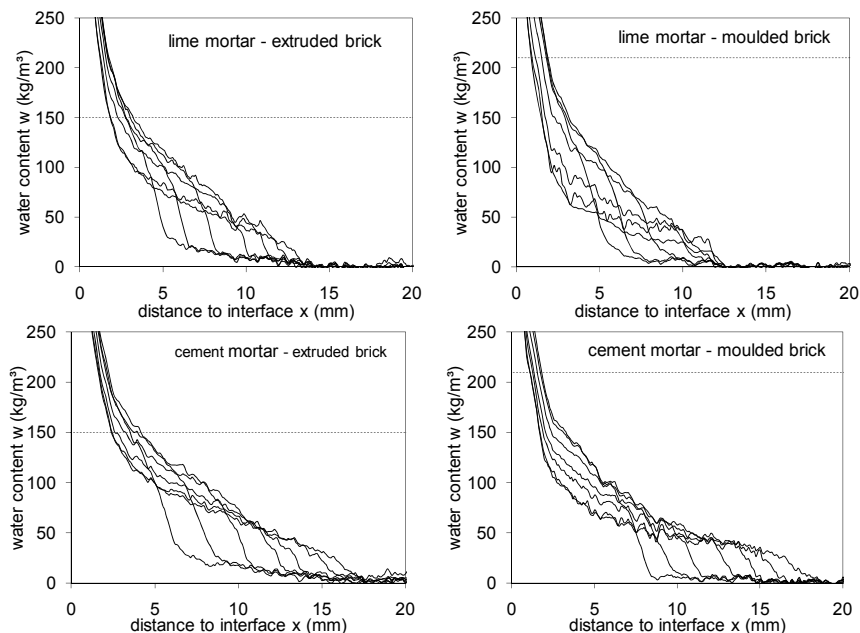 250
200
150
100
50
0
water content w (kg/m³)
lime mortar - extruded brick
0 5 10 15 20
distance to interface x (mm)
250
200
150
100
50
0
water content w (kg/m³)
lime mortar - moulded brick
0 5 10 15 20
distance to interface x (mm)
250
200
150
100
50
0
water content w (kg/m³)
cement mortar - extruded brick
0 5 10 15 20
distance to interface x (mm)
250
200
150
100
50
0
water content w (kg/m³)
cement mortar - moulded brick
0 5 10 15 20
distance to interface x (mm)